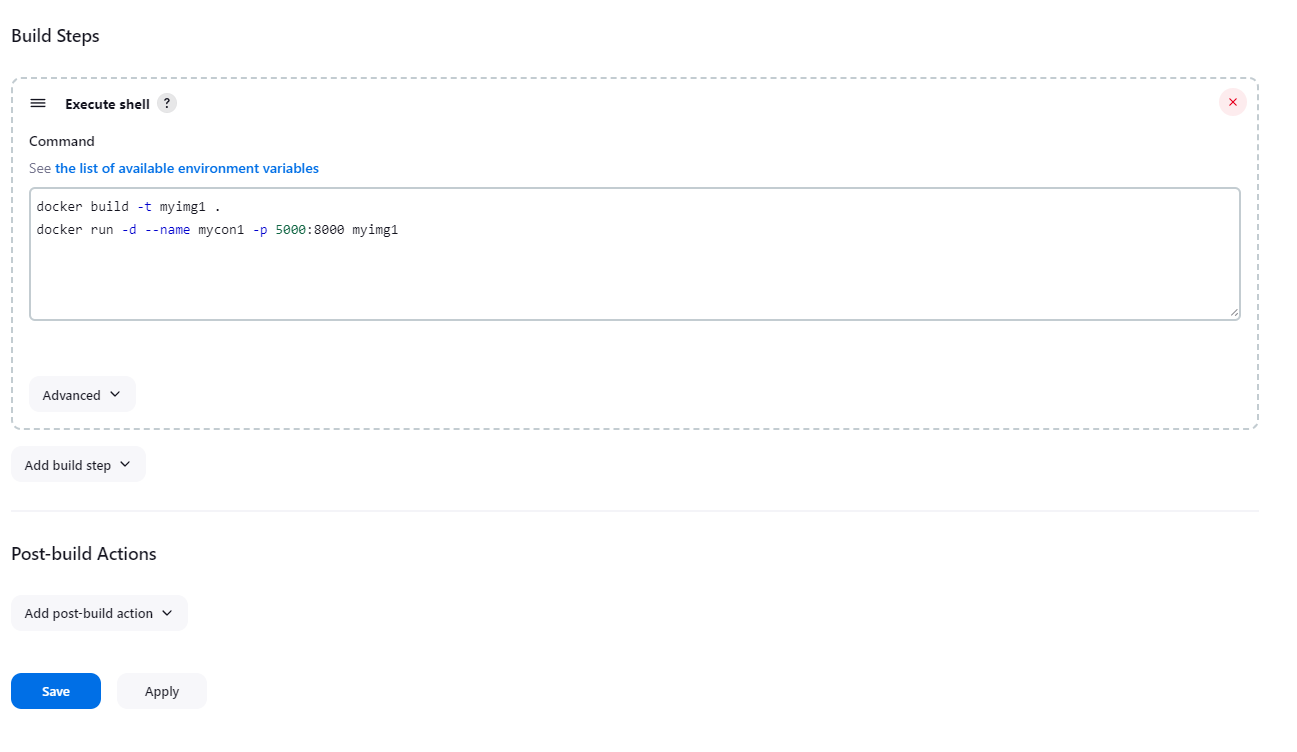 Build Steps
Execute shell ?
Command
See the list of available environment variables
docker build -t myimg1 .
docker run -d --name mycon1 -p 5000:8000 myimg1
Advanced
Add build step
Post-build Actions
Add post-build action
Save Apply